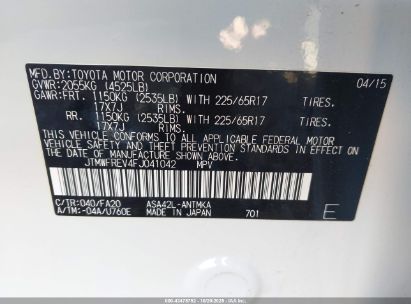 MFD.BY:TOYOTA MOTOR CORPORATION 04/15
GVWR:2055KG (4525LB)
GAWR:FRT. 1150KG (2535LB) WITH 225/65R17 TIRES.
17X7J RIMS.
RR. 1150KG (2535LB) WITH 225/65R17 TIRES.
17X7J RIMS.
THIS VEHICLE CONFORMS TO ALL APPLICABLE FEDERAL MOTOR
VEHICLE SAFETY, BUMPER, AND THEFT PREVENTION STANDARDS IN
EFFECT ON THE DATE OF MANUFACTURE SHOWN ABOVE.
JTMWFREV4FJ041042 MPV
C/TR:040/FA20 ASA42L-ANTMKA
A/TM:-04A/U760E MADE IN JAPAN 701 E